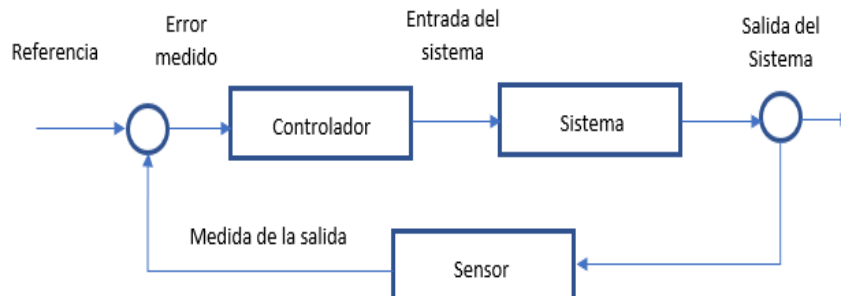 Referencia
Error
medido
Entrada del
sistema
Salida del
Sistema
Controlador
Sistema
Medida de la salida
Sensor